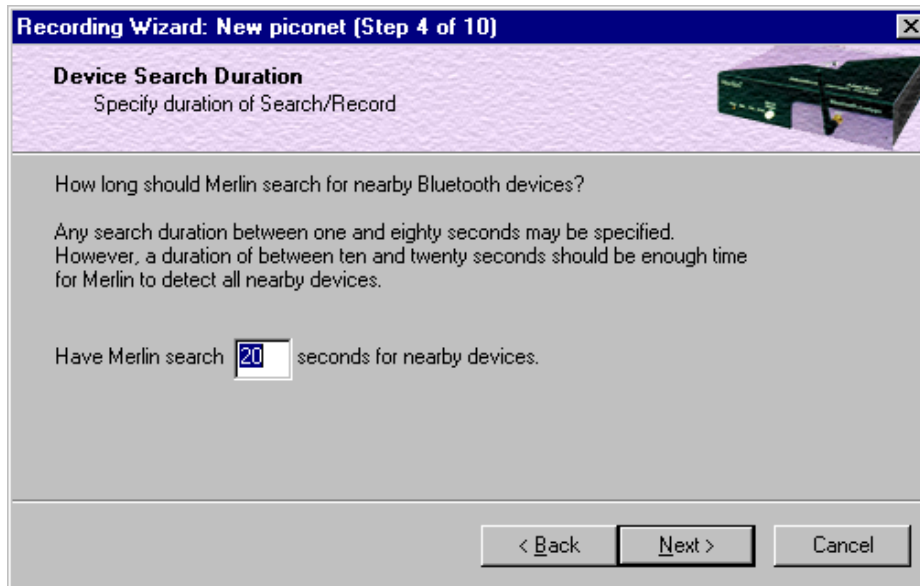 Recording Wizard: New piconet (Step 4 of 10)
Device Search Duration
Specify duration of Search/Record
How long should Merlin search for nearby Bluetooth devices?
Any search duration between one and eighty seconds may be specified.
However, a duration of between ten and twenty seconds should be enough time
for Merlin to detect all nearby devices.
Have Merlin search 20 seconds for nearby devices.
< Back Next > Cancel